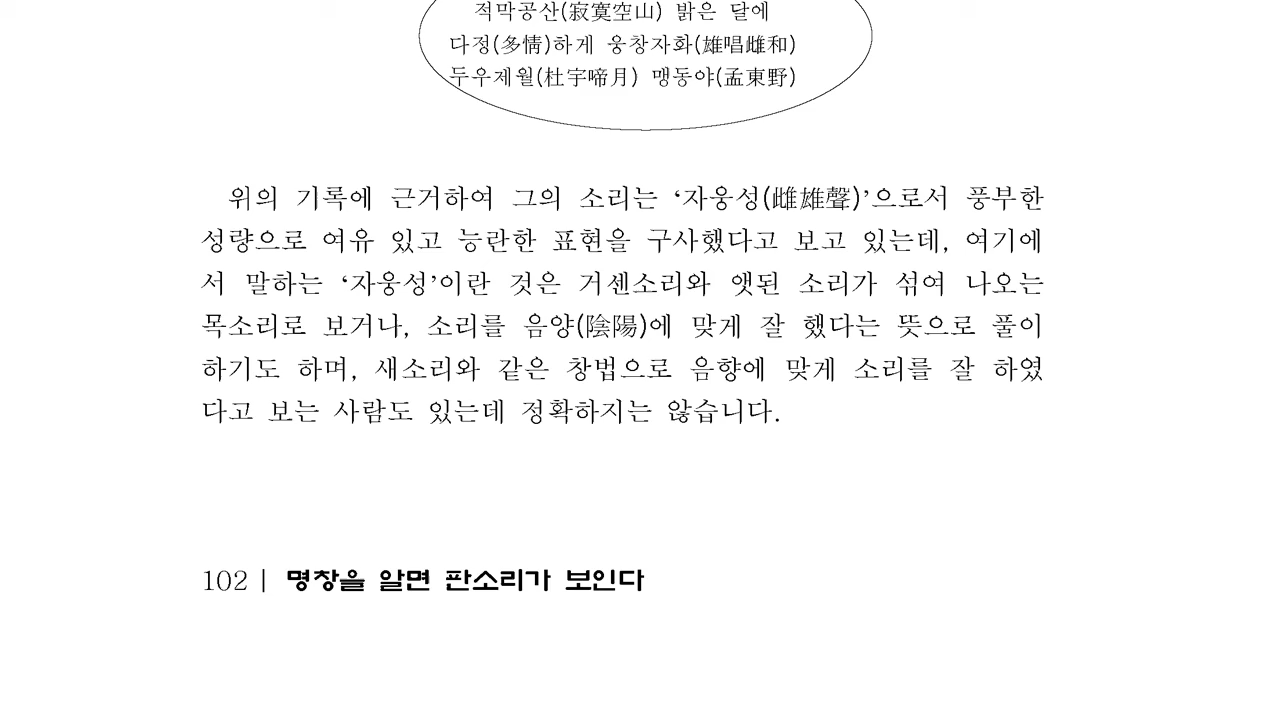 적막공산(寂寞空山) 밝은 달에
다정(多情)하게 웅창자화(雄唱雌和)
두우제월(杜宇啼月) 맹동야(孟東野)
위의 기록에 근거하여 그의 소리는 ‘자웅성(雌雄聲)’으로서 풍부한
성량으로 여유 있고 능란한 표현을 구사했다고 보고 있는데, 여기에
서 말하는 ‘자웅성’이란 것은 거센소리와 앳된 소리가 섞여 나오는
목소리로 보거나, 소리를 음양(陰陽)에 맞게 잘 했다는 뜻으로 풀이
하기도 하며, 새소리와 같은 창법으로 음향에 맞게 소리를 잘 하였
다고 보는 사람도 있는데 정확하지는 않습니다.
102 | 명창을 알면 판소리가 보인다